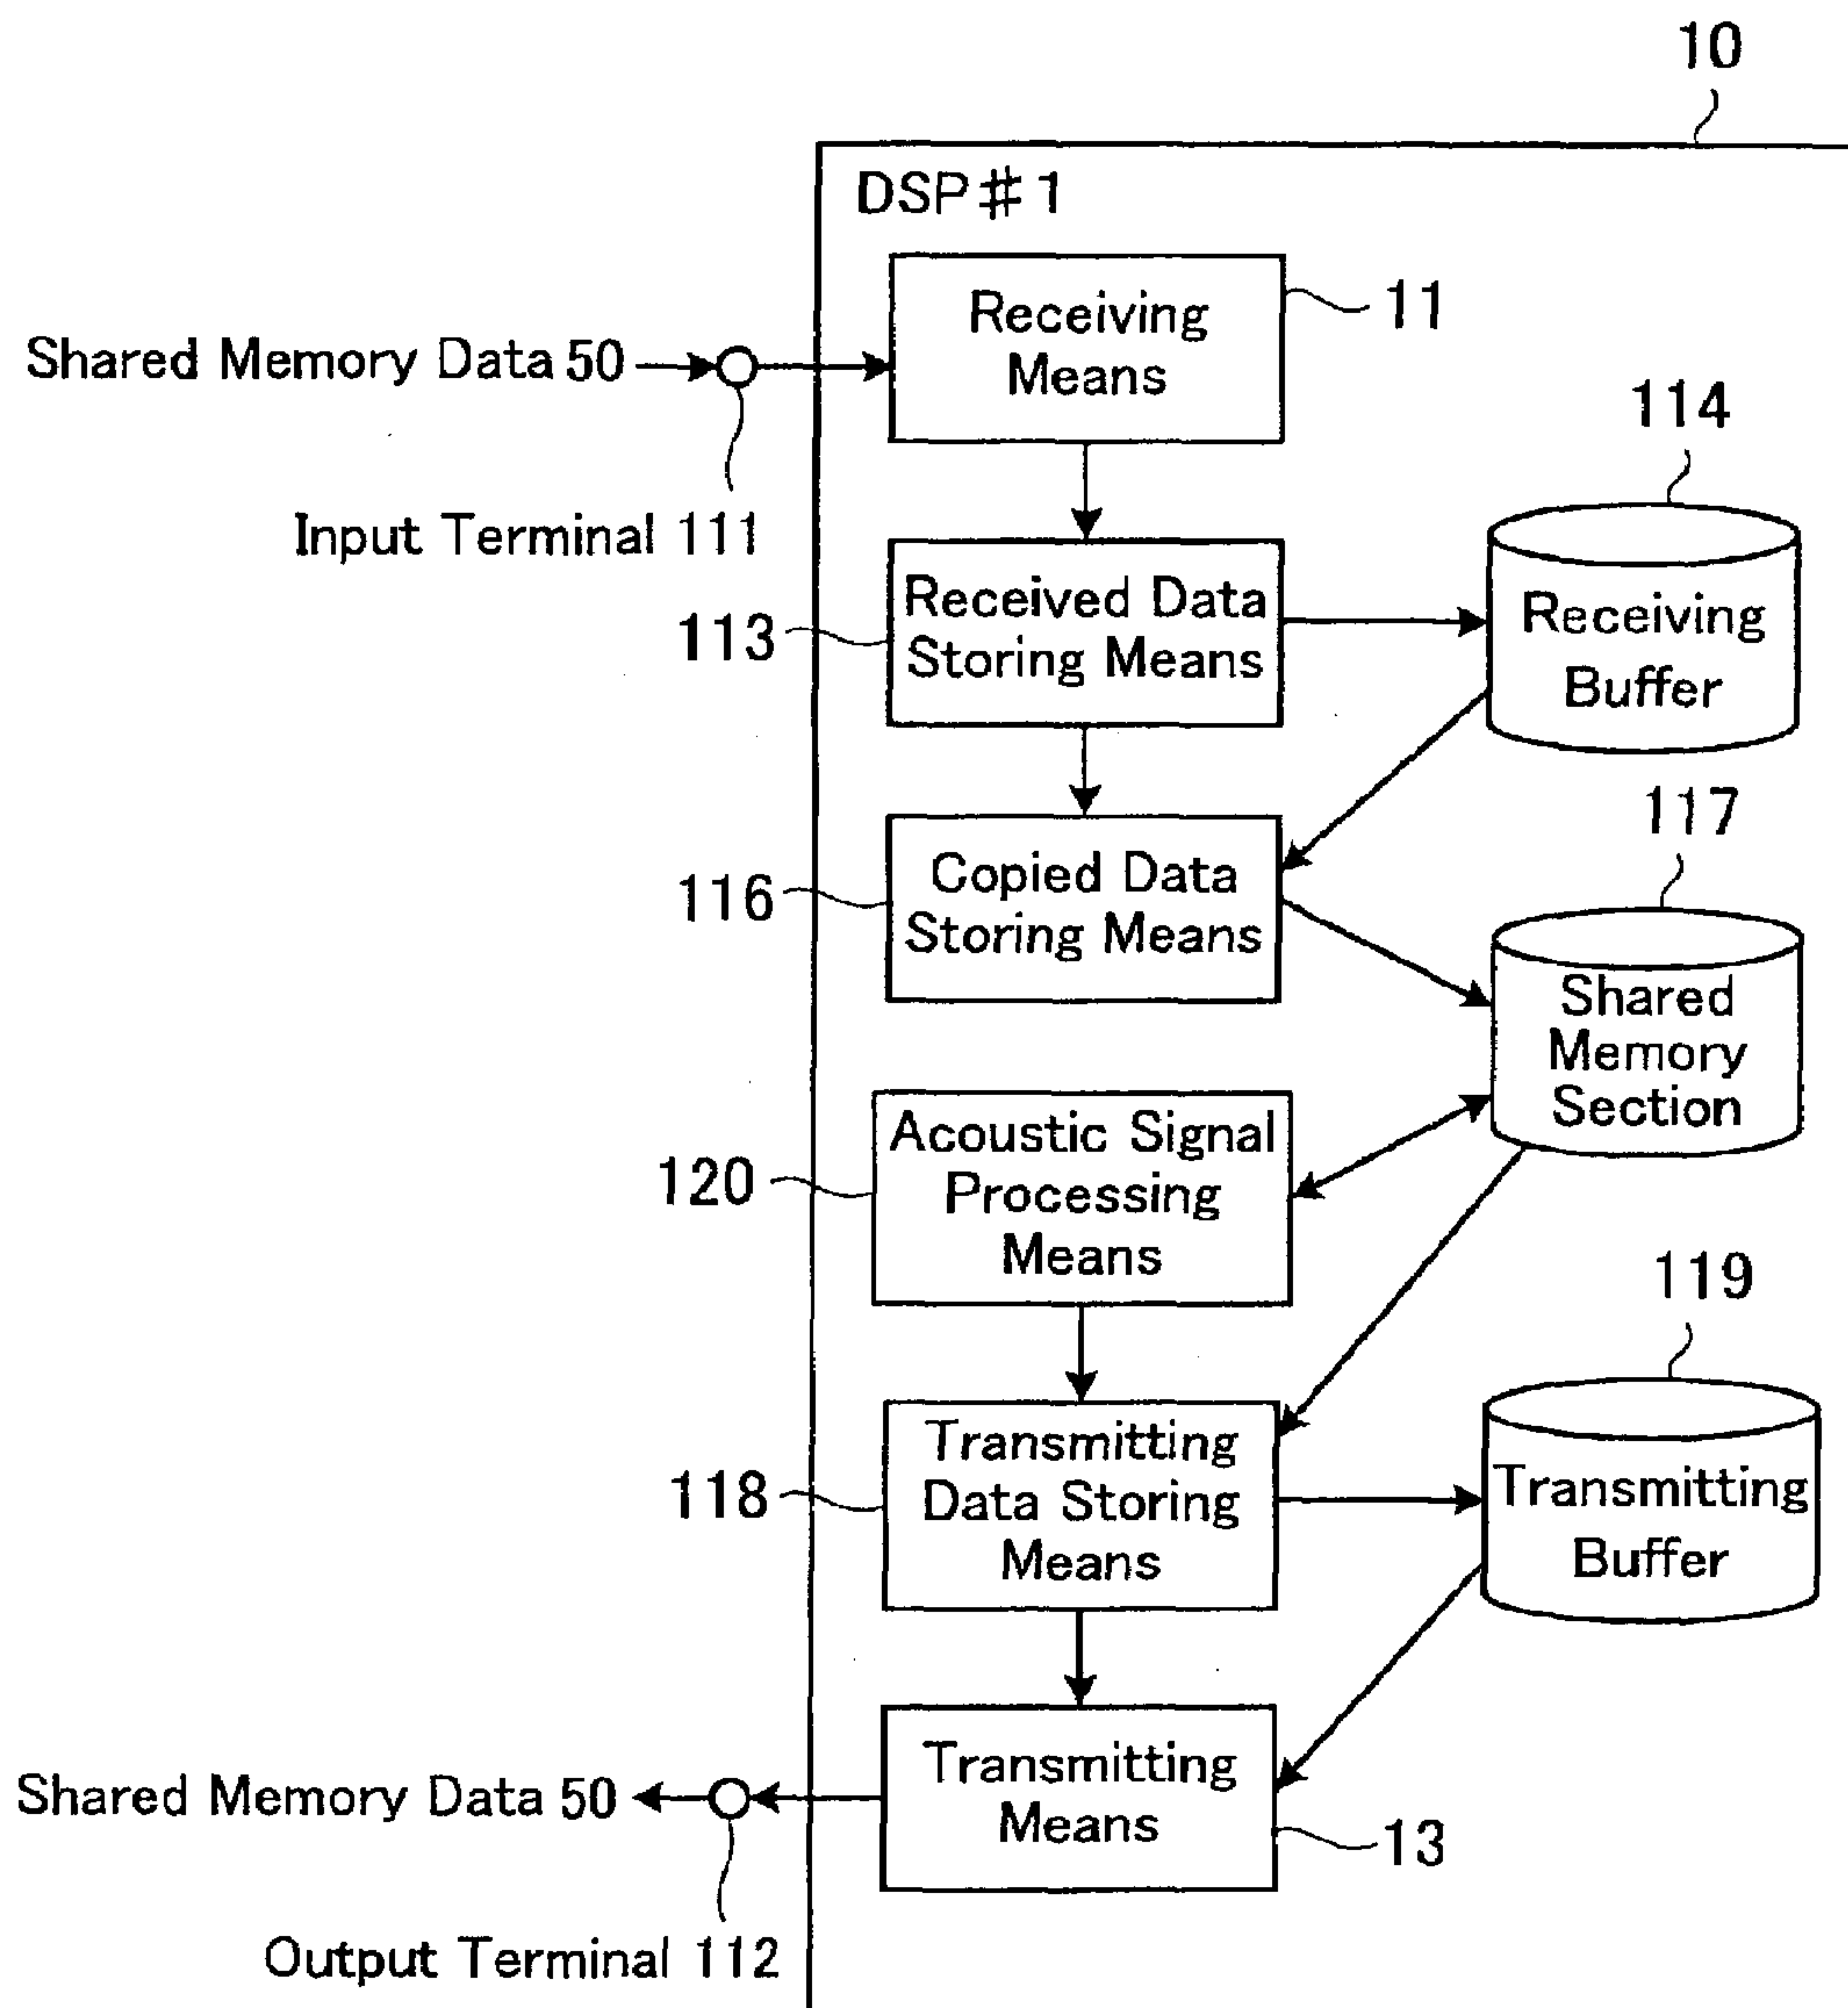 10
DSP#1
Receiving
Means
11
Shared Memory Data 50
Input Terminal 111
114
Receiving
Buffer
Received Data
Storing Means
113
117
Copied Data
Storing Means
116
Shared
Memory
Section
Acoustic Signal
Processing
Means
120
119
Transmitting
Data Storing
Means
118
Transmitting
Buffer
Transmitting
Means
13
Shared Memory Data 50
Output Terminal 112